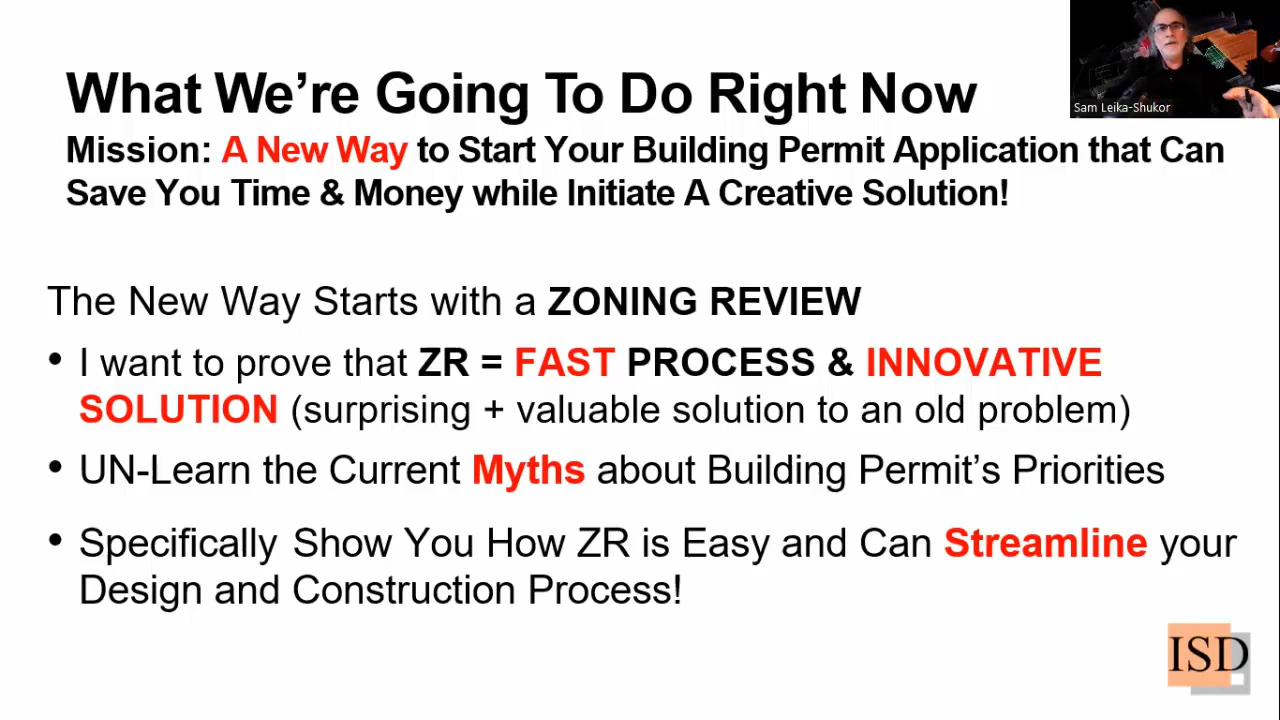 What We're Going To Do Right Now
Sam Leika-Shukor
Mission: A New Way to Start Your Building Permit Application that Can
Save You Time & Money while Initiate A Creative Solution!
The New Way Starts with a ZONING REVIEW
• I want to prove that ZR = FAST PROCESS & INNOVATIVE
SOLUTION (surprising + valuable solution to an old problem)
• UN-Learn the Current Myths about Building Permit's Priorities
• Specifically Show You How ZR is Easy and Can Streamline your
Design and Construction Process!
ISD